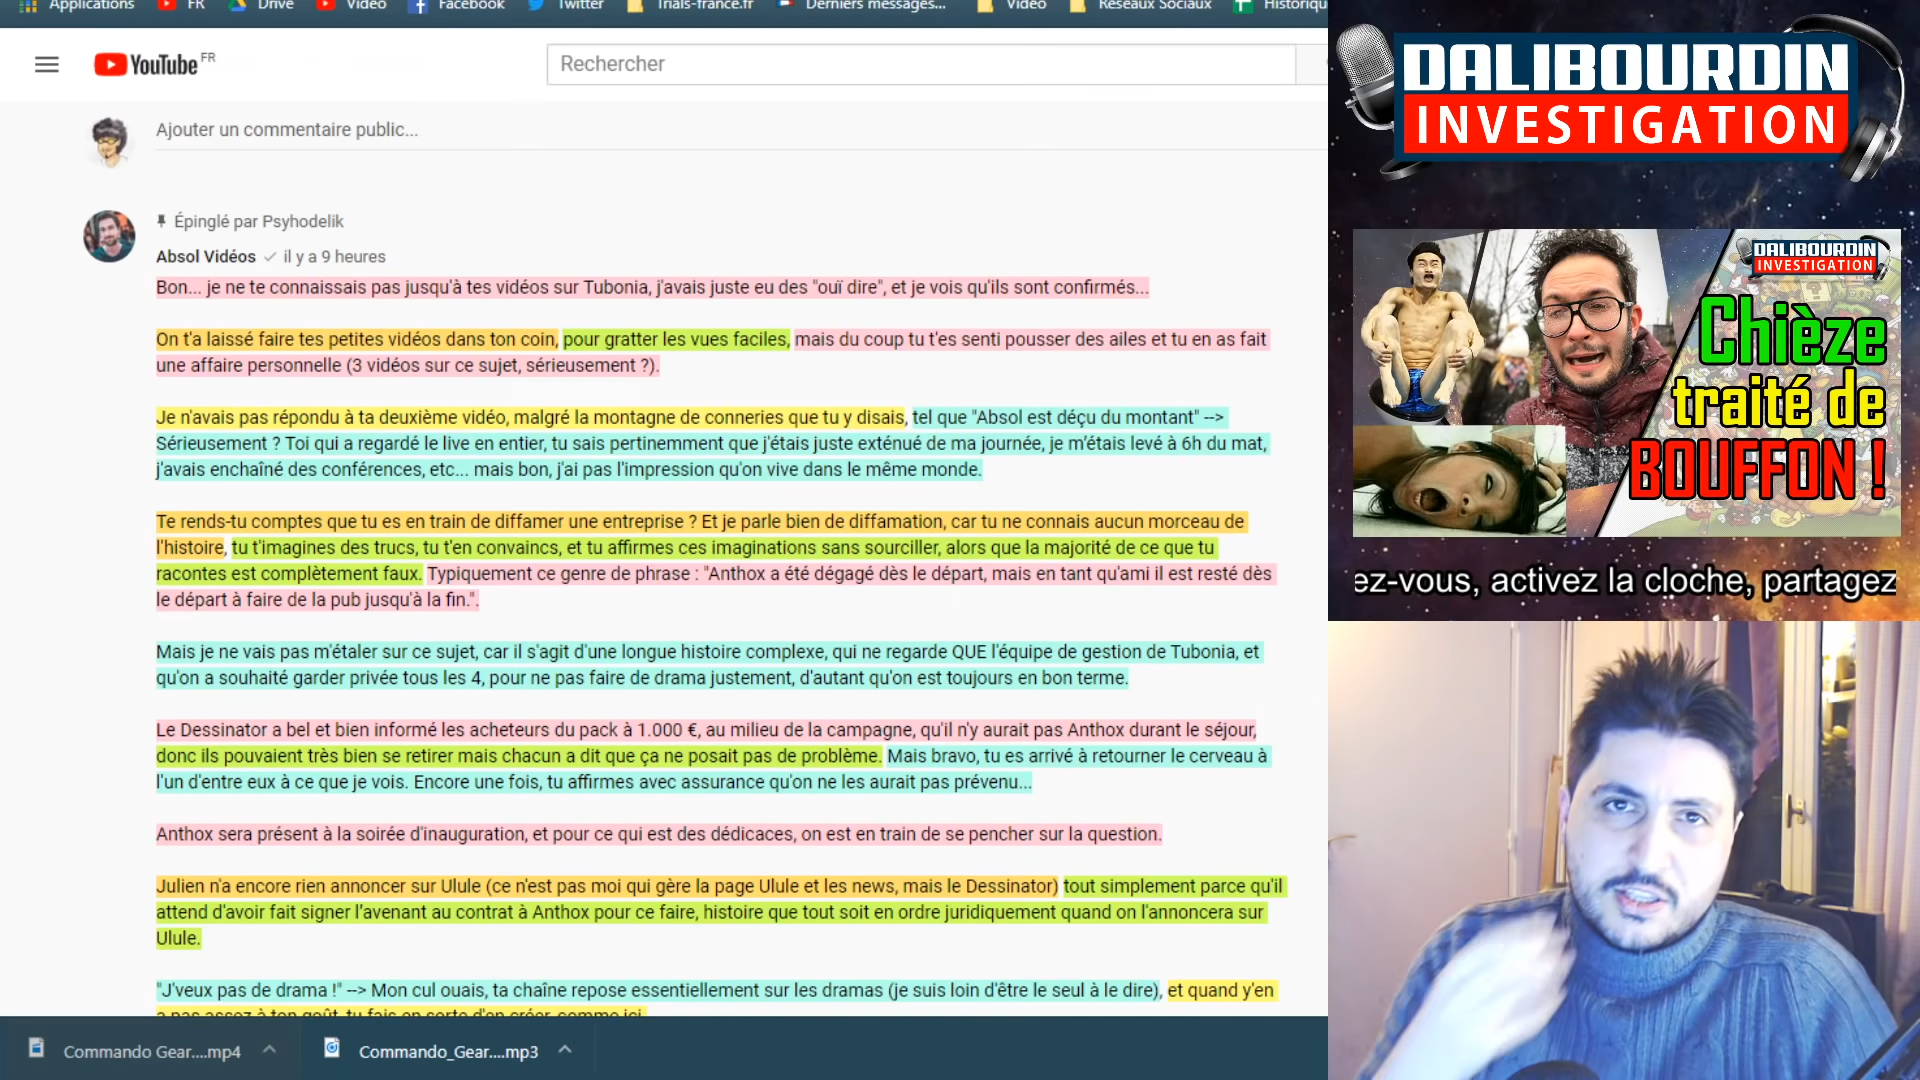 Applications FR Drive Vidéo Facebook Twitter Trials-france.fr Derniers messages... Vidéo Réseaux Sociaux Historiqu
YouTube FR
Rechercher
Ajouter un commentaire public...
Épinglé par Psyhodelik
Absol Vidéos il y a 9 heures
Bon... je ne te connaissais pas jusqu'à tes vidéos sur Tubonia, j'avais juste eu des "ouï dire", et je vois qu'ils sont confirmés...
On t'a laissé faire tes petites vidéos dans ton coin, pour gratter les vues faciles, mais du coup tu t'es senti pousser des ailes et tu en as fait
une affaire personnelle (3 vidéos sur ce sujet, sérieusement ?).
Je n'avais pas répondu à ta deuxième vidéo, malgré la montagne de conneries que tu y disais, tel que "Absol est déçu du montant" -->
Sérieusement ? Toi qui a regardé le live en entier, tu sais pertinemment que j'étais juste exténué de ma journée, je m'étais levé à 6h du mat,
j'avais enchaîné des conférences, etc... mais bon, j'ai pas l'impression qu'on vive dans le même monde.
Te rends-tu comptes que tu es en train de diffamer une entreprise ? Et je parle bien de diffamation, car tu ne connais aucun morceau de
l'histoire, tu t'imagines des trucs, tu t'en convaincs, et tu affirmes ces imaginations sans sourciller, alors que la majorité de ce que tu
racontes est complètement faux. Typiquement ce genre de phrase : "Anthox a été dégagé dès le départ, mais en tant qu'ami il est resté dès
le départ à faire de la pub jusqu'à la fin.".
Mais je ne vais pas m'étaler sur ce sujet, car il s'agit d'une longue histoire complexe, qui ne regarde QUE l'équipe de gestion de Tubonia, et
qu'on a souhaité garder privée tous les 4, pour ne pas faire de drama justement, d'autant qu'on est toujours en bon terme.
Le Dessinator a bel et bien informé les acheteurs du pack à 1.000 €, au milieu de la campagne, qu'il n'y aurait pas Anthox durant le séjour,
donc ils pouvaient très bien se retirer mais chacun a dit que ça ne posait pas de problème. Mais bravo, tu es arrivé à retourner le cerveau à
l'un d'entre eux à ce que je vois. Encore une fois, tu affirmes avec assurance qu'on ne les aurait pas prévenu...
Anthox sera présent à la soirée d'inauguration, et pour ce qui est des dédicaces, on est en train de se pencher sur la question.
Julien n'a encore rien annoncer sur Ulule (ce n'est pas moi qui gère la page Ulule et les news, mais le Dessinator) tout simplement parce qu'il
attend d'avoir fait signer l'avenant au contrat à Anthox pour ce faire, histoire que tout soit en ordre juridiquement quand on l'annoncera sur
Ulule.
"J'veux pas de drama !" --> Mon cul ouais, ta chaîne repose essentiellement sur les dramas (je suis loin d'être le seul à le dire), et quand y'en
a pas assez à ton goût, tu fais en sorte d'en créer, comme ici.
Commando Gear....mp4
Commando_Gear....mp3
DALIBOURDIN
INVESTIGATION
DALIBOURDIN
INVESTIGATION
Chièze
traité de
BOUFFON !
ez-vous, activez la cloche, partagez